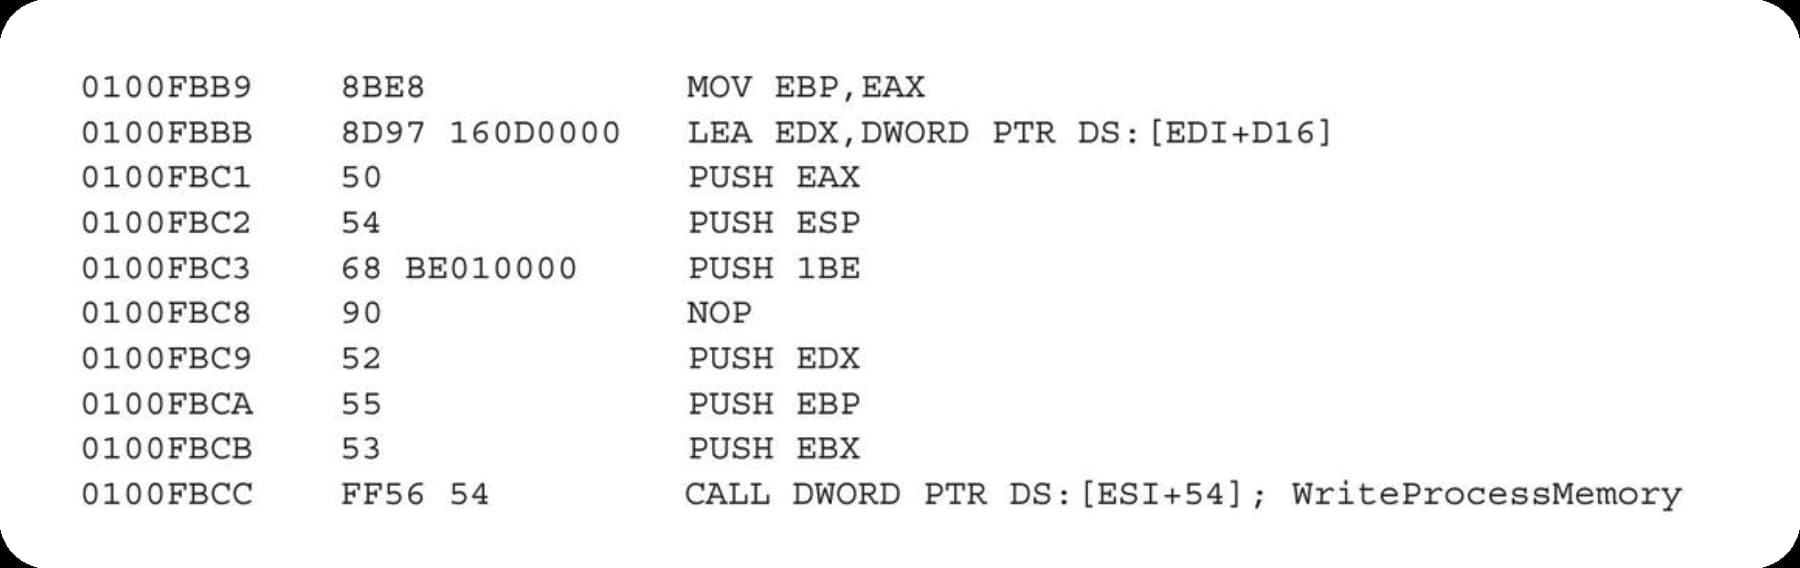 0100FBB9 8BE8 MOV EBP,EAX
0100FBBB 8D97 160D0000 LEA EDX,DWORD PTR DS:[EDI+D16]
0100FBC1 50 PUSH EAX
0100FBC2 54 PUSH ESP
0100FBC3 68 BE010000 PUSH 1BE
0100FBC8 90 NOP
0100FBC9 52 PUSH EDX
0100FBCA 55 PUSH EBP
0100FBCB 53 PUSH EBX
0100FBCC FF56 54 CALL DWORD PTR DS:[ESI+54]; WriteProcessMemory